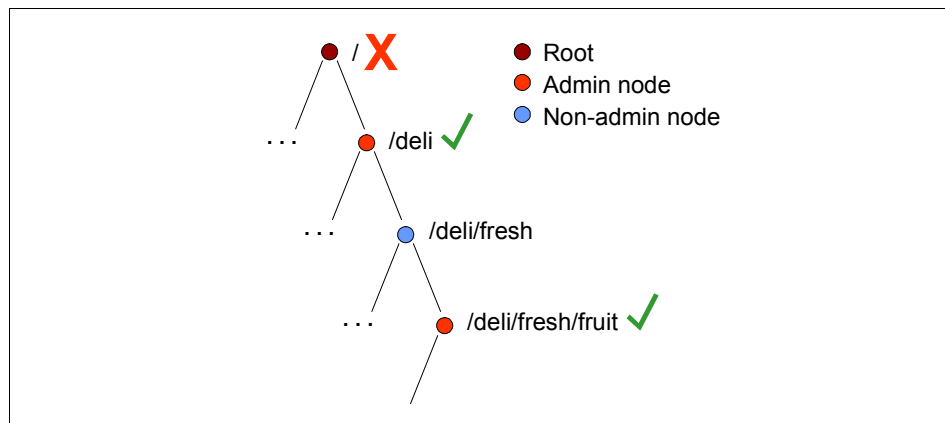 / X
Root
Admin node
Non-admin node
... /deli
... /deli/fresh
... /deli/fresh/fruit